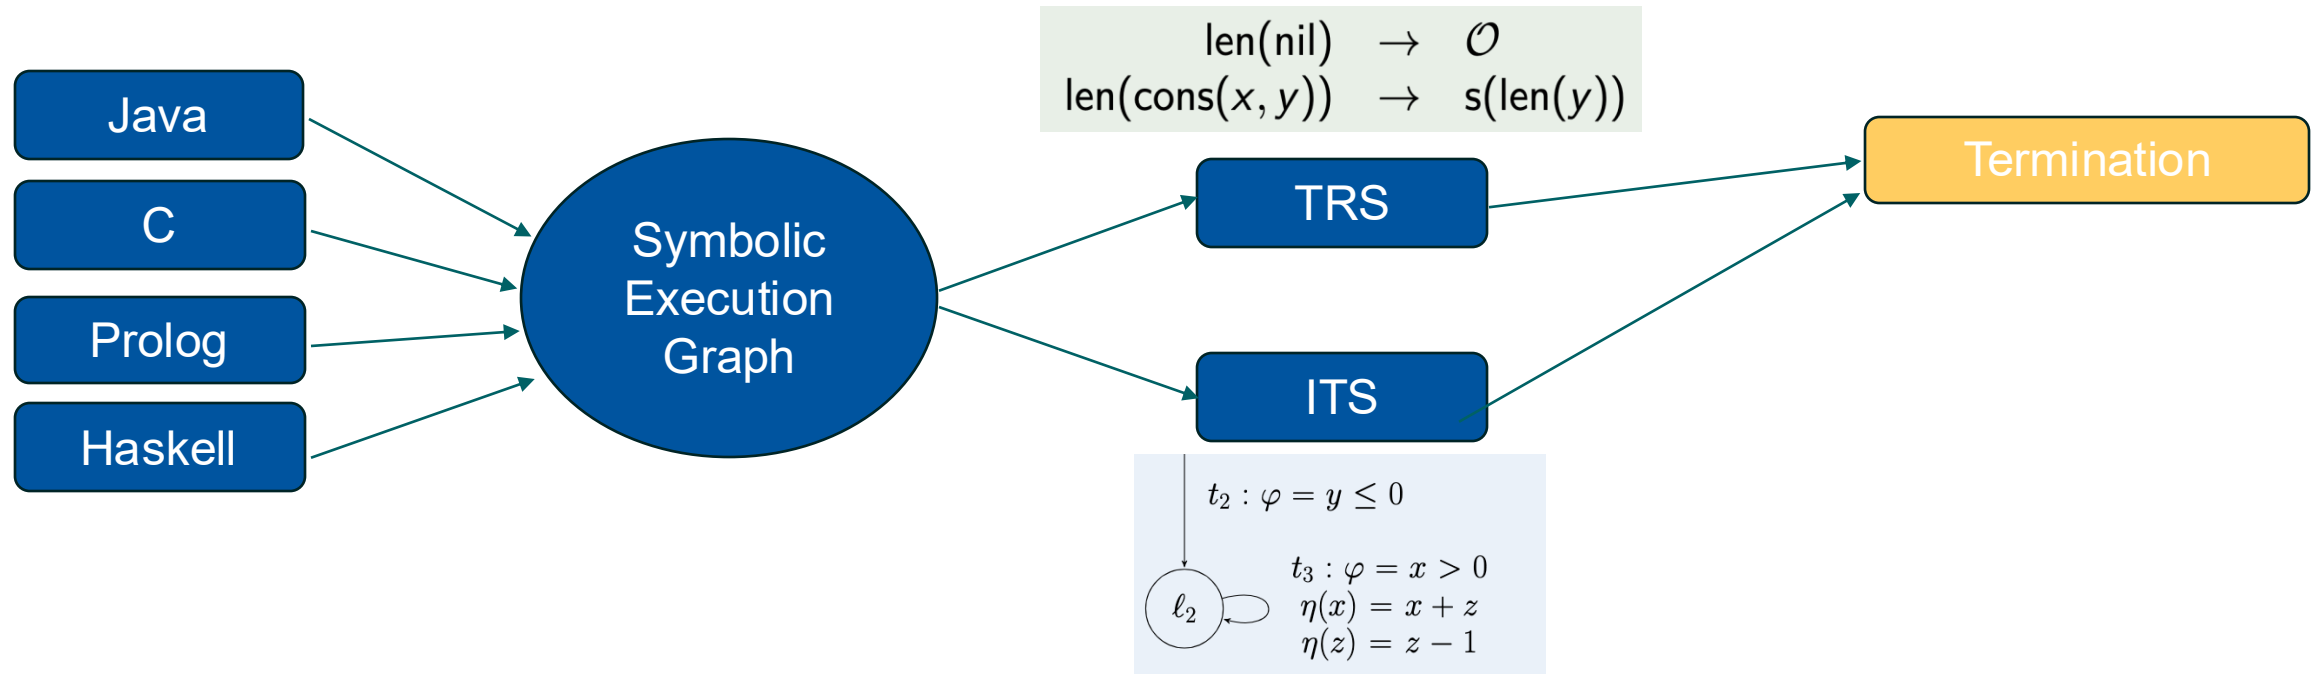 Java
C
Prolog
Haskell
Symbolic
Execution
Graph
len(nil) → 𝒪
len(cons(x, y)) → s(len(y))
TRS
ITS
t₂ : φ = y ≤ 0
t₃ : φ = x > 0
η(x) = x + z
η(z) = z − 1
ℓ₂
Termination